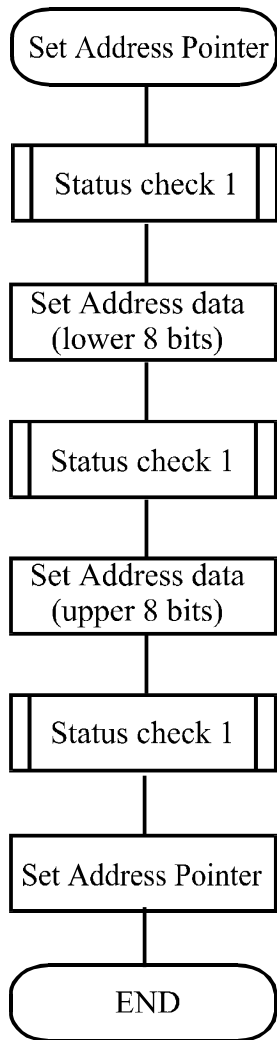 Set Address Pointer
Status check 1
Set Address data
(lower 8 bits)
Status check 1
Set Address data
(upper 8 bits)
Status check 1
Set Address Pointer
END